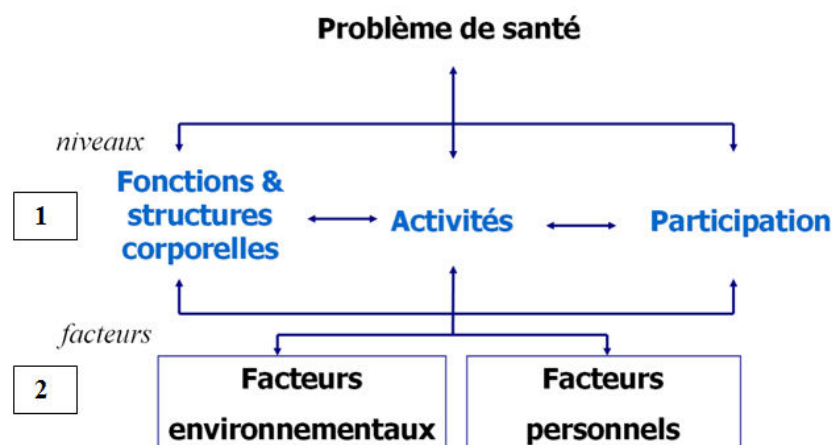 Problème de santé
niveaux
1
Fonctions &
structures
corporelles
Activités
Participation
facteurs
2
Facteurs
environnementaux
Facteurs
personnels